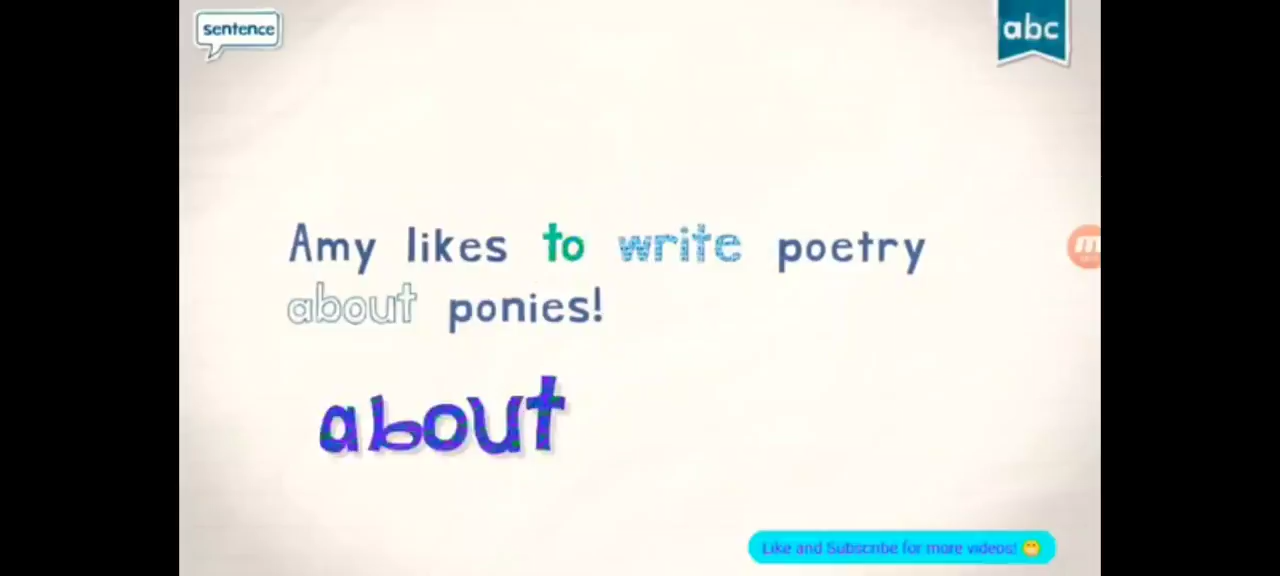 sentence
abc
Amy likes to write poetry
about ponies!
about
m
Like and Subscribe for more videos! 😁